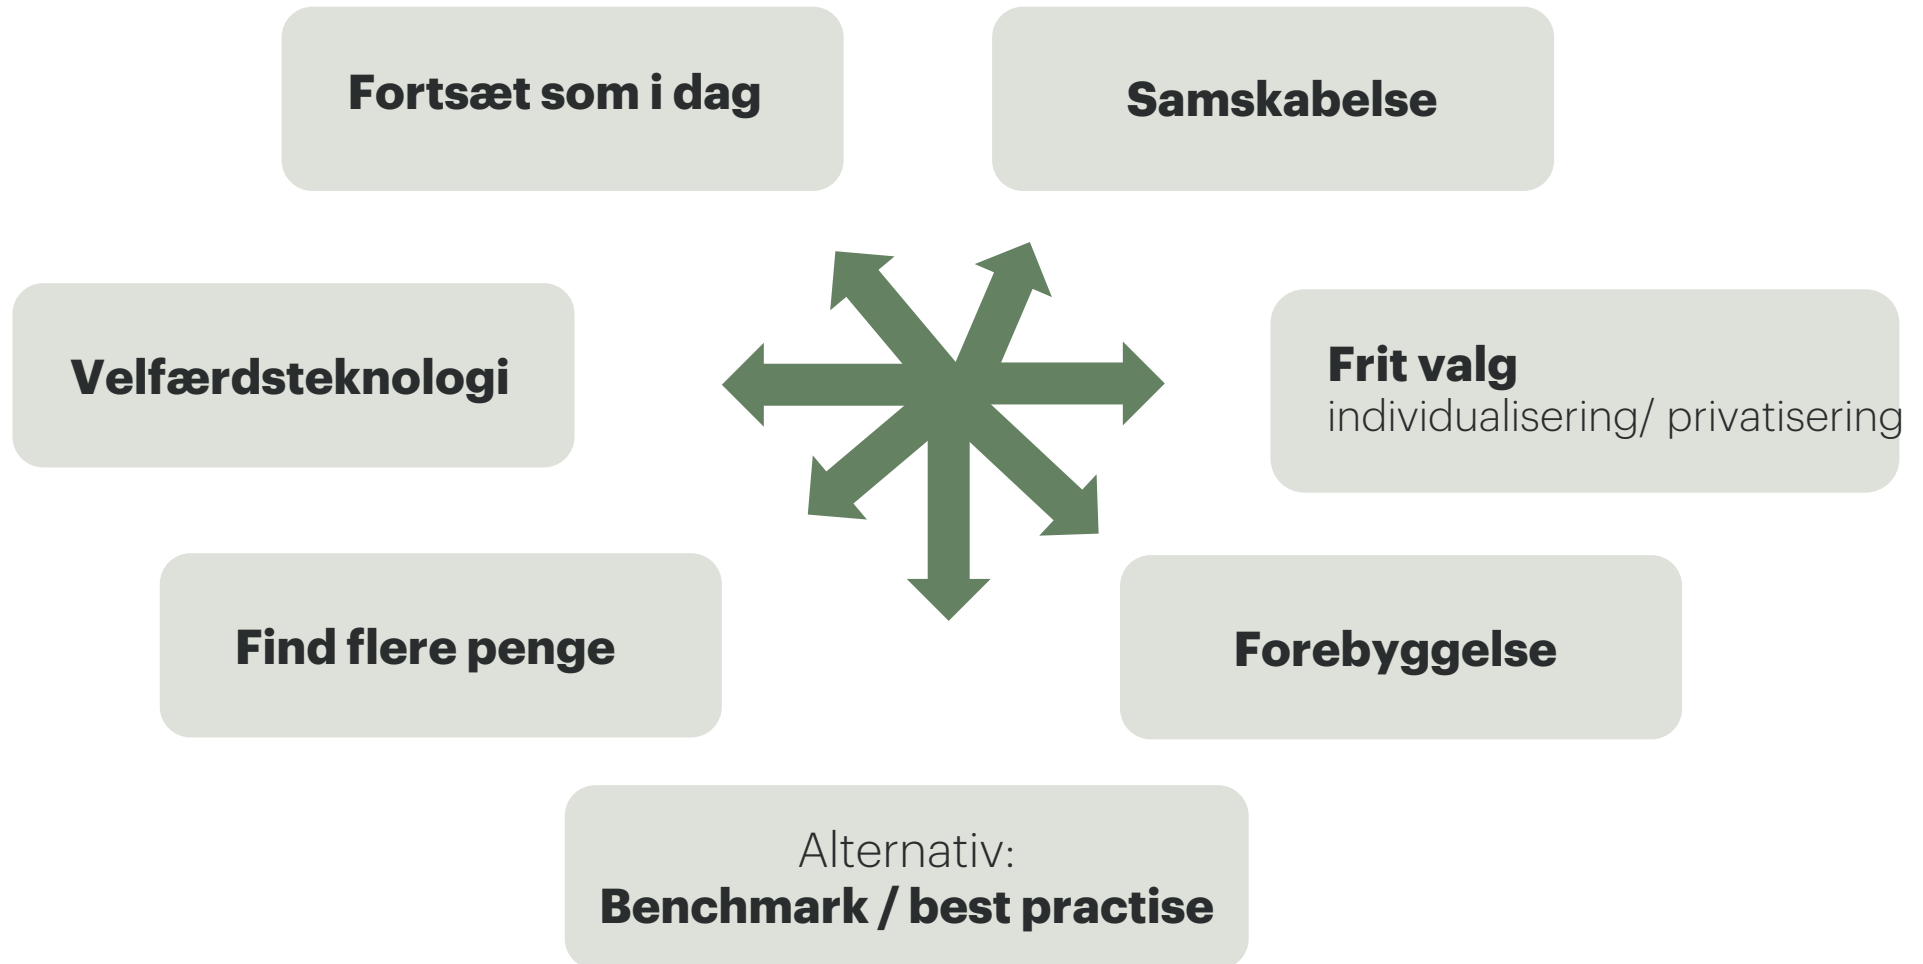 Fortsæt som i dag
Samskabelse
Velfærdsteknologi
Frit valg
individualisering/ privatisering
Find flere penge
Forebyggelse
Alternativ:
Benchmark / best practise